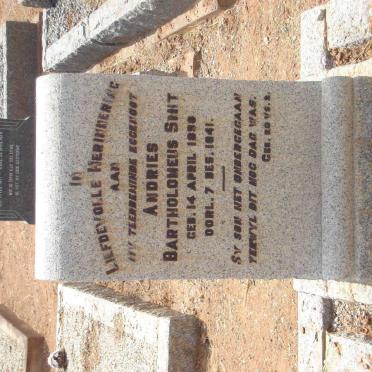 IN
LIEFDEVOLLE HERINNERING
AAN
MY TEERBEMINDE EGGENOOT
ANDRIES
BARTHOLOMEUS SMIT
GEB. 14 APRIL 1890
OORL. 7 DES. 1941.
SY SON HET ONDERGEGAAN
TERWYL DIT NOG DAG WAS.
GES.